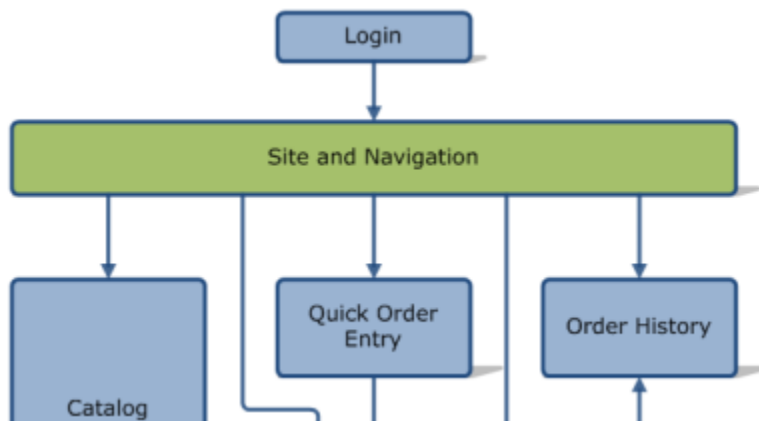 Login
Site and Navigation
Quick Order
Entry
Order History
Catalog